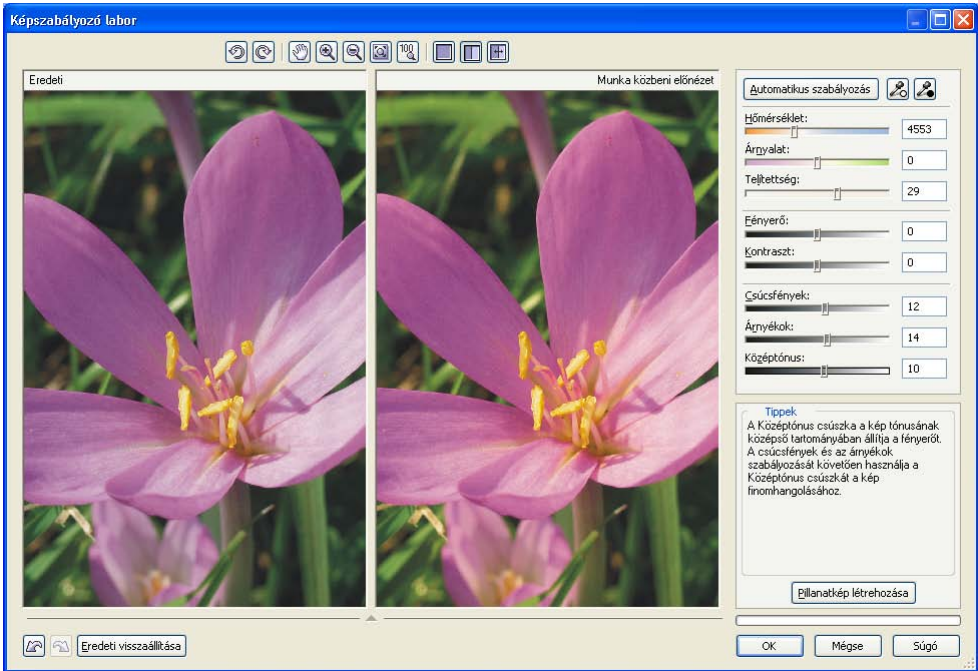 Képszabályozó labor
100
Eredeti
Munka közbeni előnézet
Automatikus szabályozás
Hőmérséklet:
4553
Árnyalat:
0
Telítettség:
29
Fényerő:
0
Kontraszt:
0
Csúcsfények:
12
Árnyékok:
14
Középtónus:
10
Tippek
A Középtónus csúszka a kép tónusának
középső tartományában állítja a fényerőt.
A csúcsfények és az árnyékok
szabályozását követően használja a
Középtónus csúszkát a kép
finomhangolásához.
Pillanatkép létrehozása
Eredeti visszaállítása
OK
Mégse
Súgó